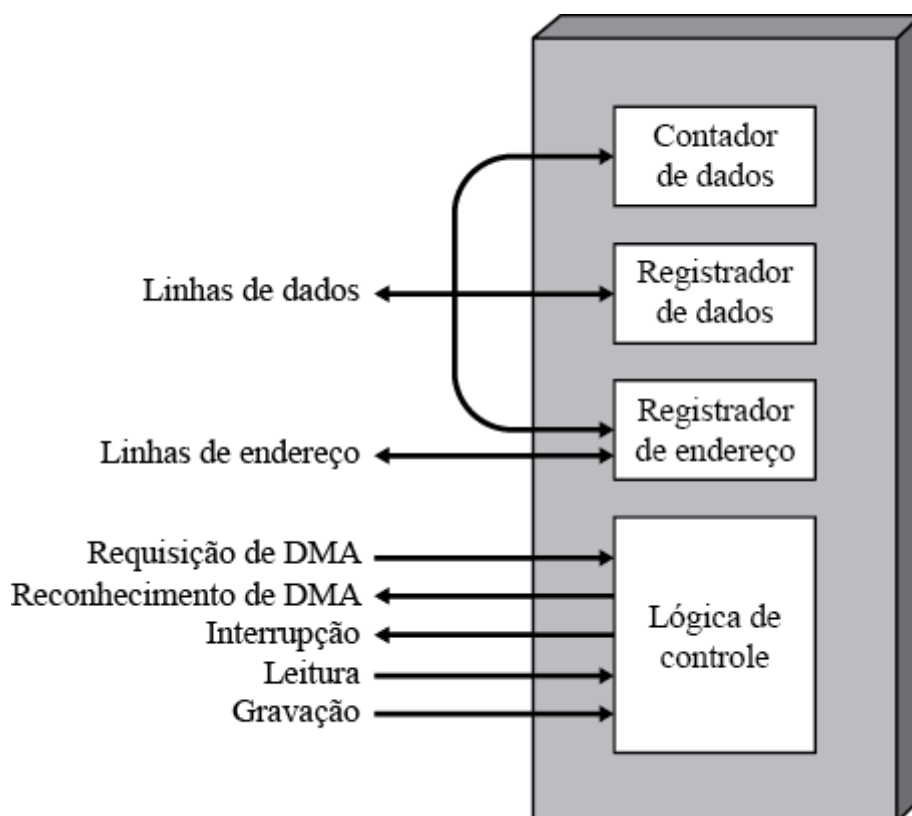 Contador
de dados
Linhas de dados
Registrador
de dados
Registrador
de endereço
Linhas de endereço
Requisição de DMA
Reconhecimento de DMA
Interrupção
Leitura
Gravação
Lógica de
controle